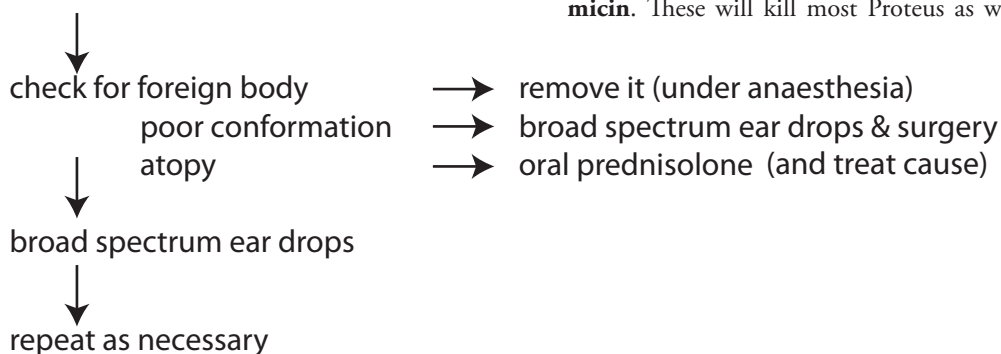 micin. These will kill most Proteus as w
check for foreign body → remove it (under anaesthesia)
poor conformation → broad spectrum ear drops & surgery
atopy → oral prednisolone (and treat cause)
broad spectrum ear drops
repeat as necessary